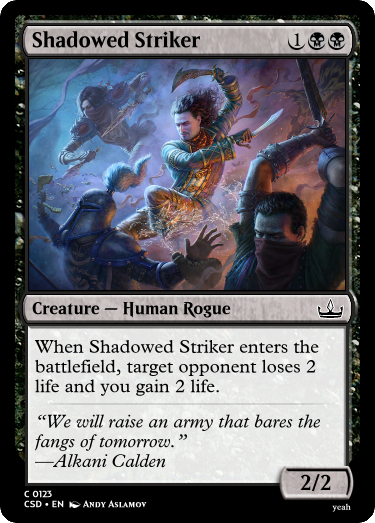 Shadowed Striker 1
Creature — Human Rogue
When Shadowed Striker enters the
battlefield, target opponent loses 2
life and you gain 2 life.
“We will raise an army that bares the
fangs of tomorrow.”
—Alkani Calden
2/2
C 0123
CSD • EN Andy Aslamov
yeah